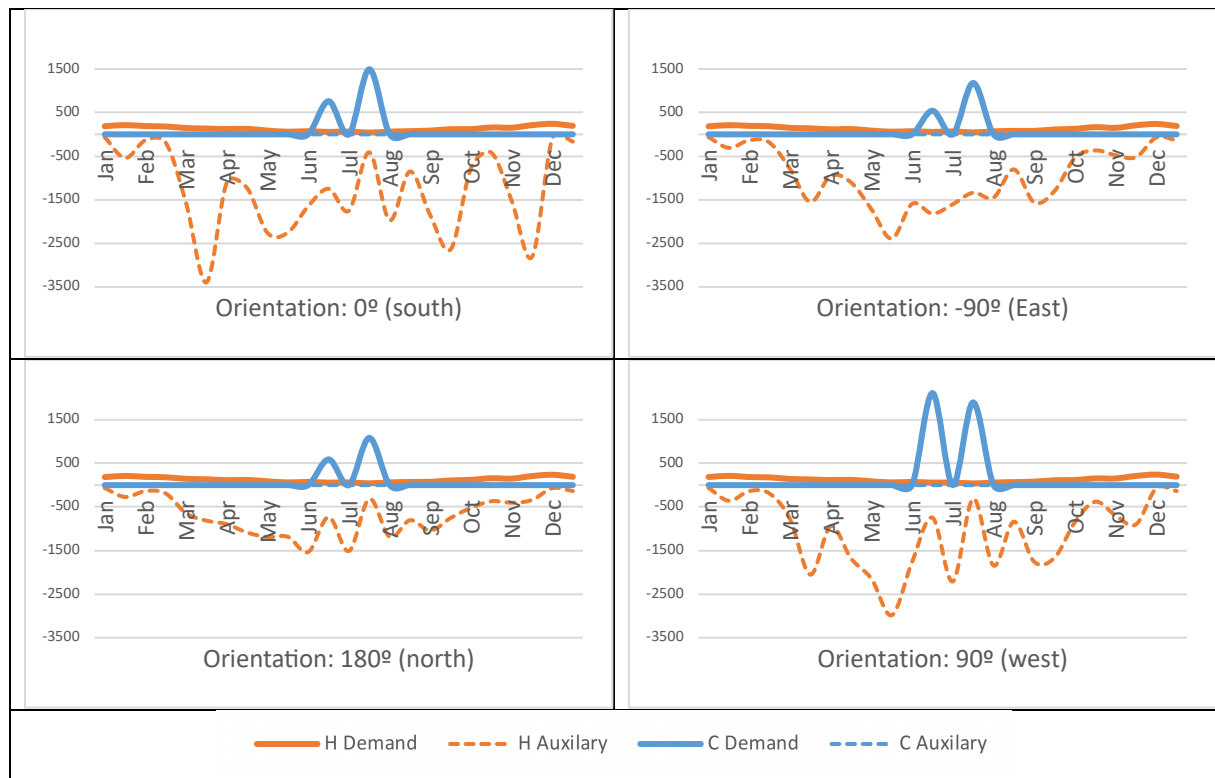 1500
500
-500
-1500
-2500
-3500
Jan
Feb
Mar
Apr
May
Jun
Jul
Aug
Sep
Oct
Nov
Dec
Orientation: 0º (south)
1500
500
-500
-1500
-2500
-3500
Jan
Feb
Mar
Apr
May
Jun
Jul
Aug
Sep
Oct
Nov
Dec
Orientation: -90º (East)
1500
500
-500
-1500
-2500
-3500
Jan
Feb
Mar
Apr
May
Jun
Jul
Aug
Sep
Oct
Nov
Dec
Orientation: 180º (north)
1500
500
-500
-1500
-2500
-3500
Jan
Feb
Mar
Apr
May
Jun
Jul
Aug
Sep
Oct
Nov
Dec
Orientation: 90º (west)
H Demand H Auxilary C Demand C Auxilary